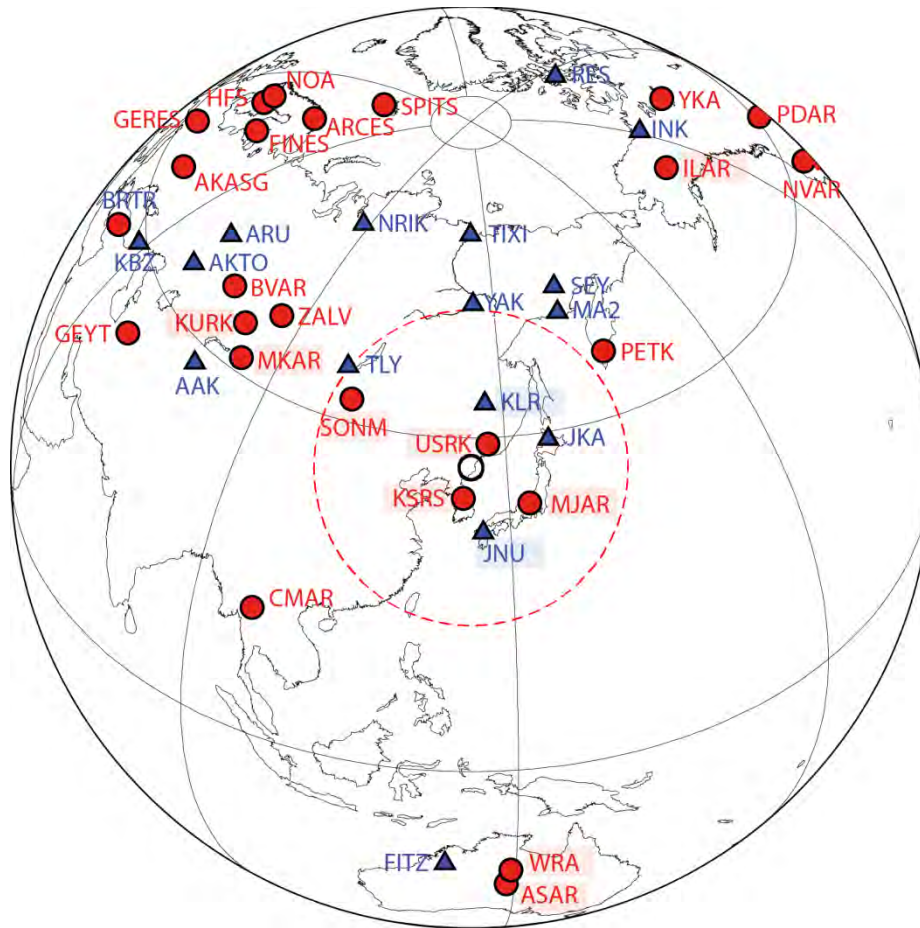 RES
NOA
HFS
SPITS
YKA
PDAR
GERES
ARCES
INK
FINES
AKASG
ILAR
NVAR
BRTR
NRIK
ARU
TIXI
KBZ
AKTO
BVAR
SEY
YAK
MA2
ZALV
KURK
GEYT
PETK
MKAR
TLY
AAK
KLR
SONM
JKA
USRK
KSRS
MJAR
JNU
CMAR
FITZ
WRA
ASAR